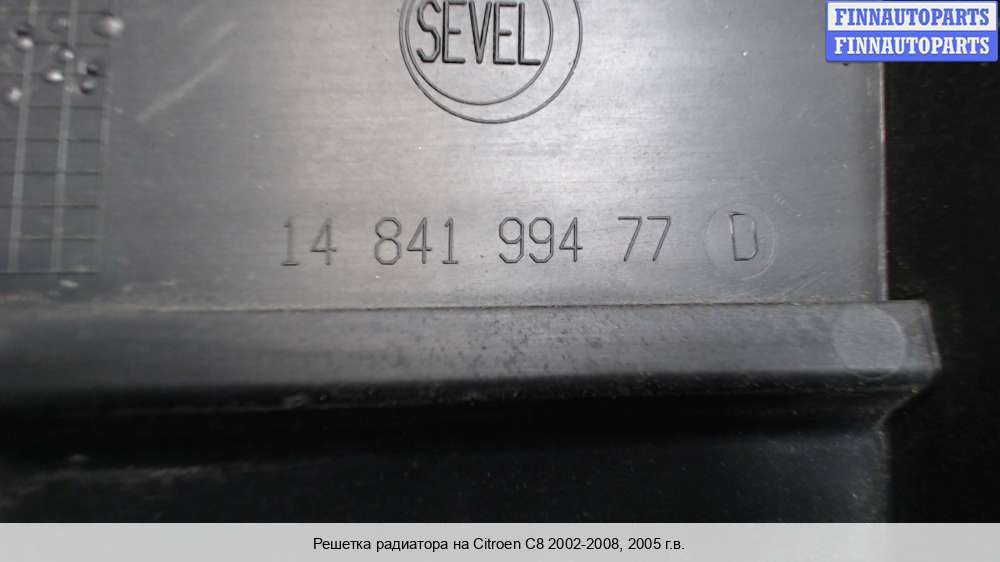 FINNAUTOPARTS
FINNAUTOPARTS
SEVEL
14 841 994 77 D
Решетка радиатора на Citroen C8 2002-2008, 2005 г.в.